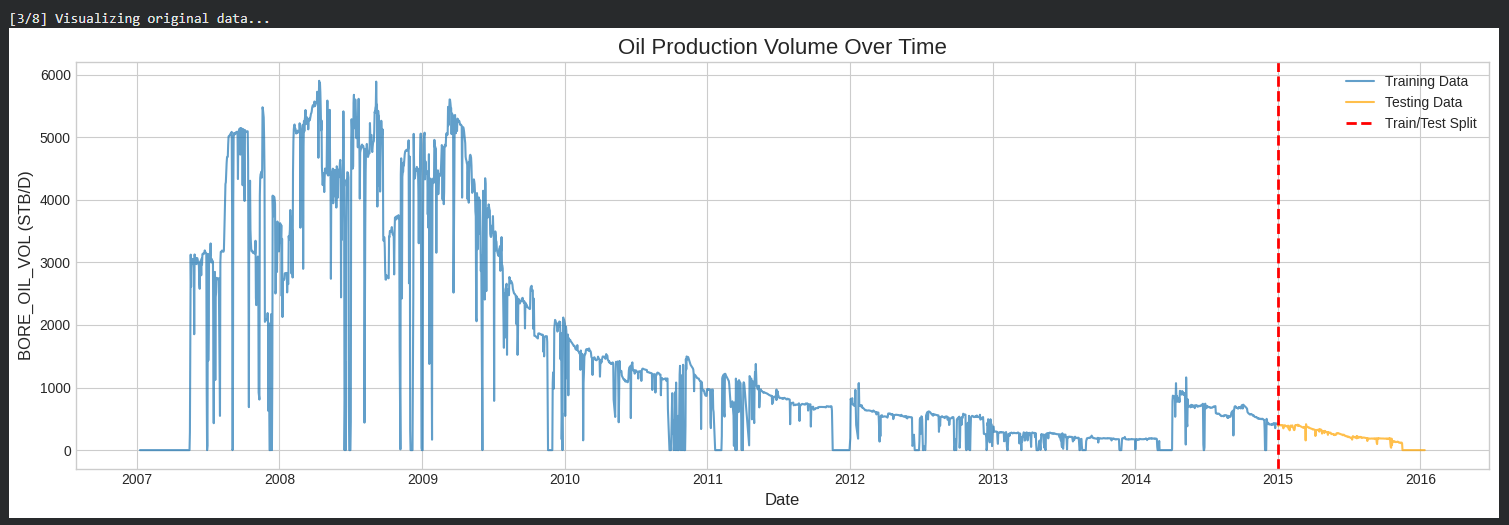 [3/8] Visualizing original data...
Oil Production Volume Over Time
6000
5000
4000
3000
2000
1000
0
BORE_OIL_VOL (STB/D)
Training Data
Testing Data
Train/Test Split
2007 2008 2009 2010 2011 2012 2013 2014 2015 2016
Date